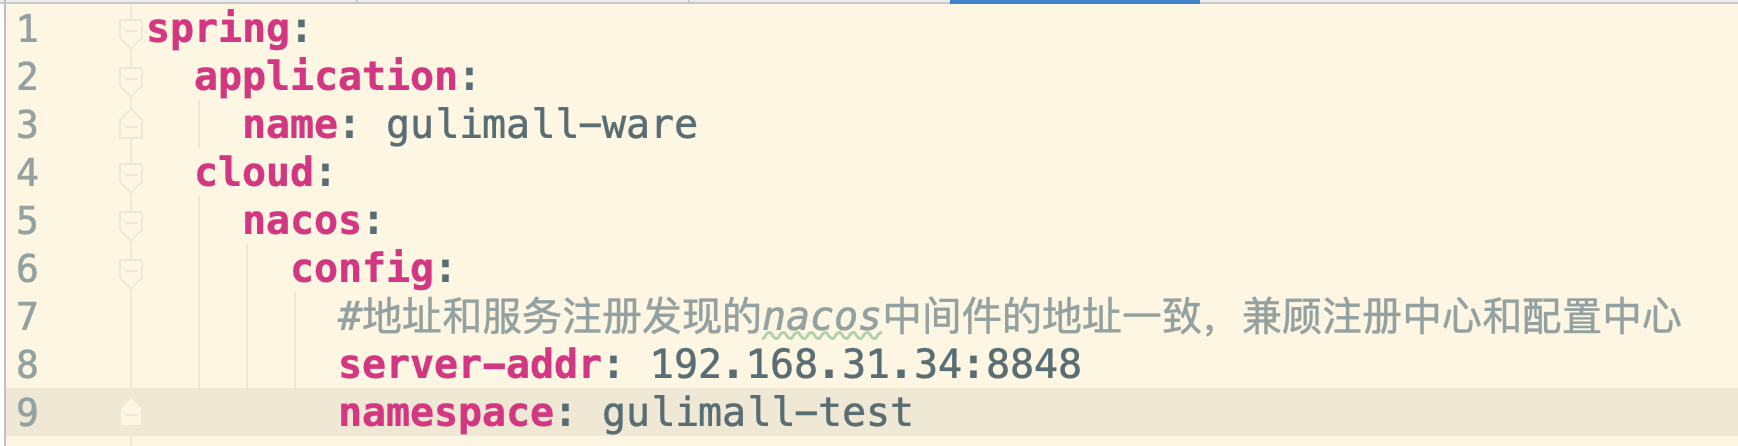 1 spring:
2 application:
3 name: gulimall-ware
4 cloud:
5 nacos:
6 config:
7 #地址和服务注册发现的nacos中间件的地址一致，兼顾注册中心和配置中心
8 server-addr: 192.168.31.34:8848
9 namespace: gulimall-test